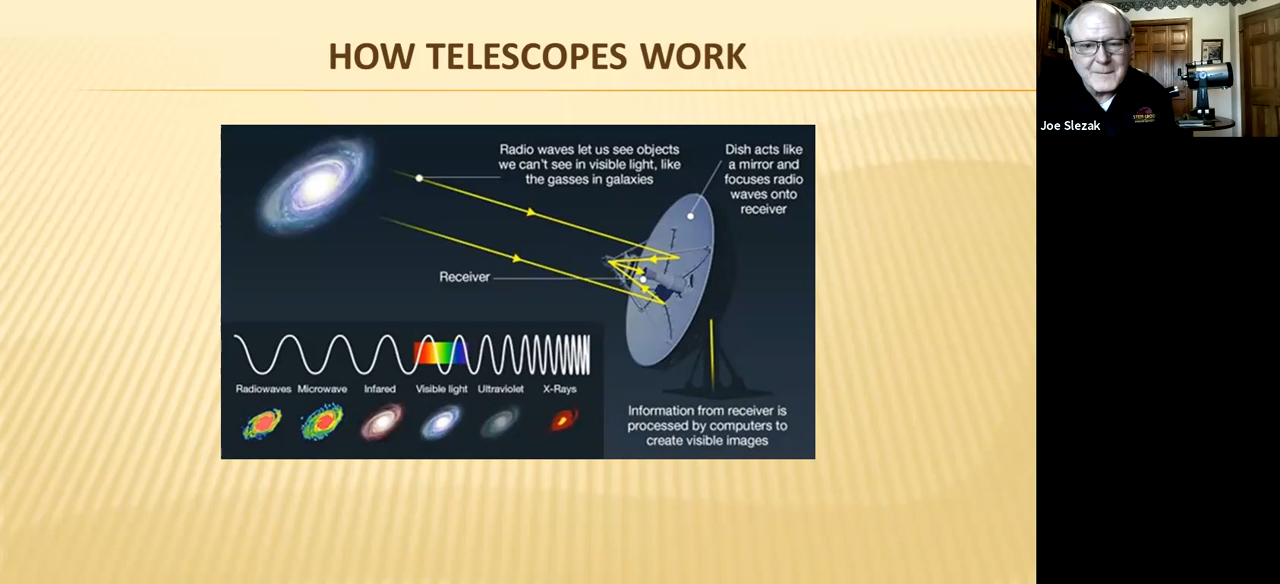 HOW TELESCOPES WORK
Radio waves let us see objects
we can't see in visible light, like
the gasses in galaxies
Dish acts like
a mirror and
focuses radio
waves onto
receiver
Receiver
Radiowaves Microwave Infared Visible light Ultraviolet X-Rays
Information from receiver is
processed by computers to
create visible images
Joe Slezak